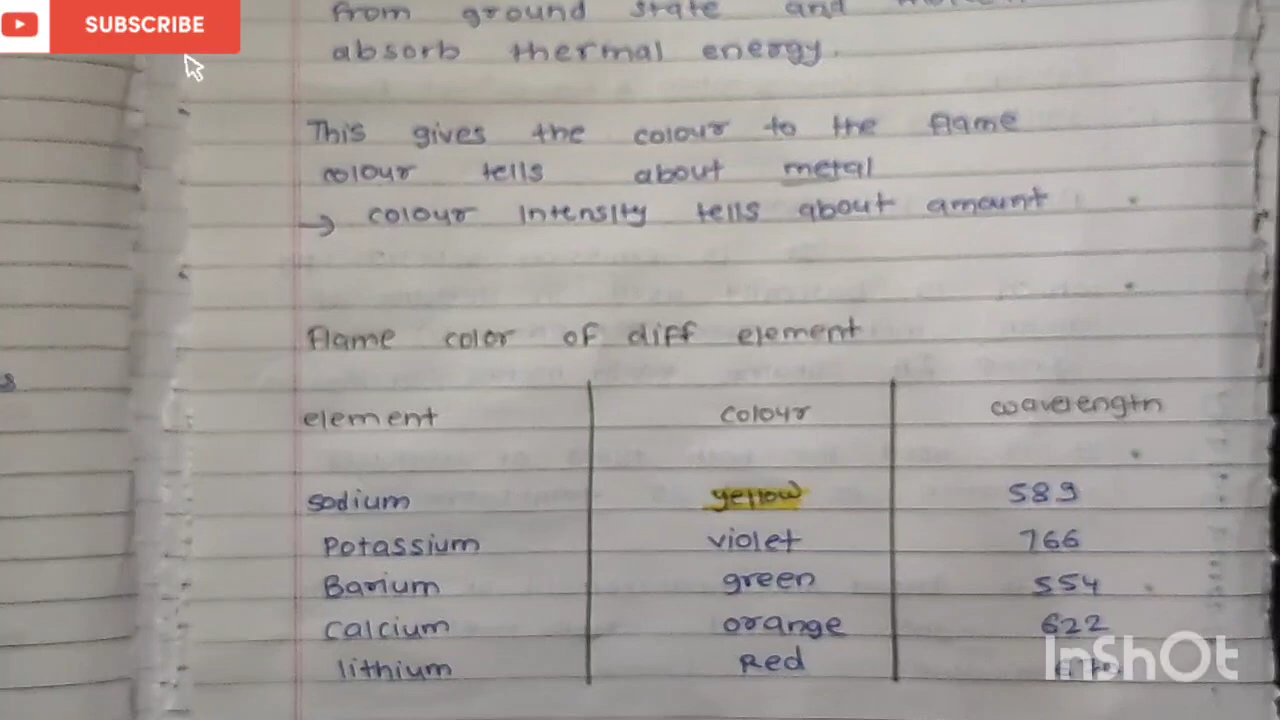 SUBSCRIBE
From ground state and
absorb thermal energy.
This gives the colour to the flame
colour tells about metal
→ colour intensity tells about amount
flame color of diff element
element colour wavelength
sodium yellow 589
Potassium violet 766
Barium green 554
calcium orange 622
lithium Red
InShOt